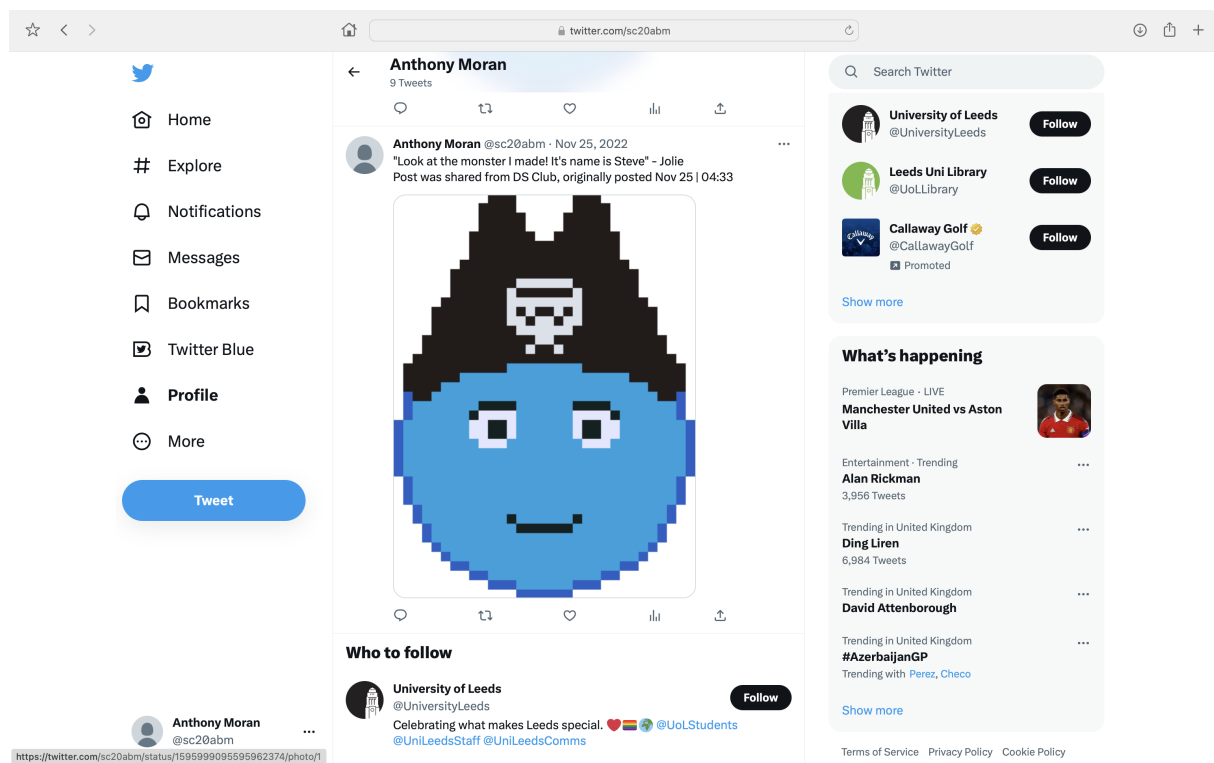 twitter.com/sc20abm
Home
Explore
Notifications
Messages
Bookmarks
Twitter Blue
Profile
More
Tweet
Anthony Moran
@sc20abm
https://twitter.com/sc20abm/status/1595999095595962374/photo/1
Anthony Moran
9 Tweets
Anthony Moran @sc20abm · Nov 25, 2022
"Look at the monster I made! It's name is Steve" - Jolie
Post was shared from DS Club, originally posted Nov 25 | 04:33
Who to follow
University of Leeds
@UniversityLeeds
Follow
Celebrating what makes Leeds special. ❤️🏳️‍🌈🌍 @UoLStudents
@UniLeedsStaff @UniLeedsComms
Search Twitter
University of Leeds
@UniversityLeeds
Follow
Leeds Uni Library
@UoLLibrary
Follow
Callaway
Callaway Golf
@CallawayGolf
Follow
Promoted
Show more
What's happening
Premier League · LIVE
Manchester United vs Aston
Villa
Entertainment · Trending
Alan Rickman
3,956 Tweets
Trending in United Kingdom
Ding Liren
6,984 Tweets
Trending in United Kingdom
David Attenborough
Trending in United Kingdom
#AzerbaijanGP
Trending with Perez, Checo
Show more
Terms of Service Privacy Policy Cookie Policy